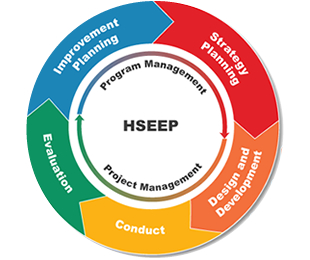 Improvement
Planning
Strategy
Planning
Program Management
HSEEP
Project Management
Evaluation
Design and
Development
Conduct